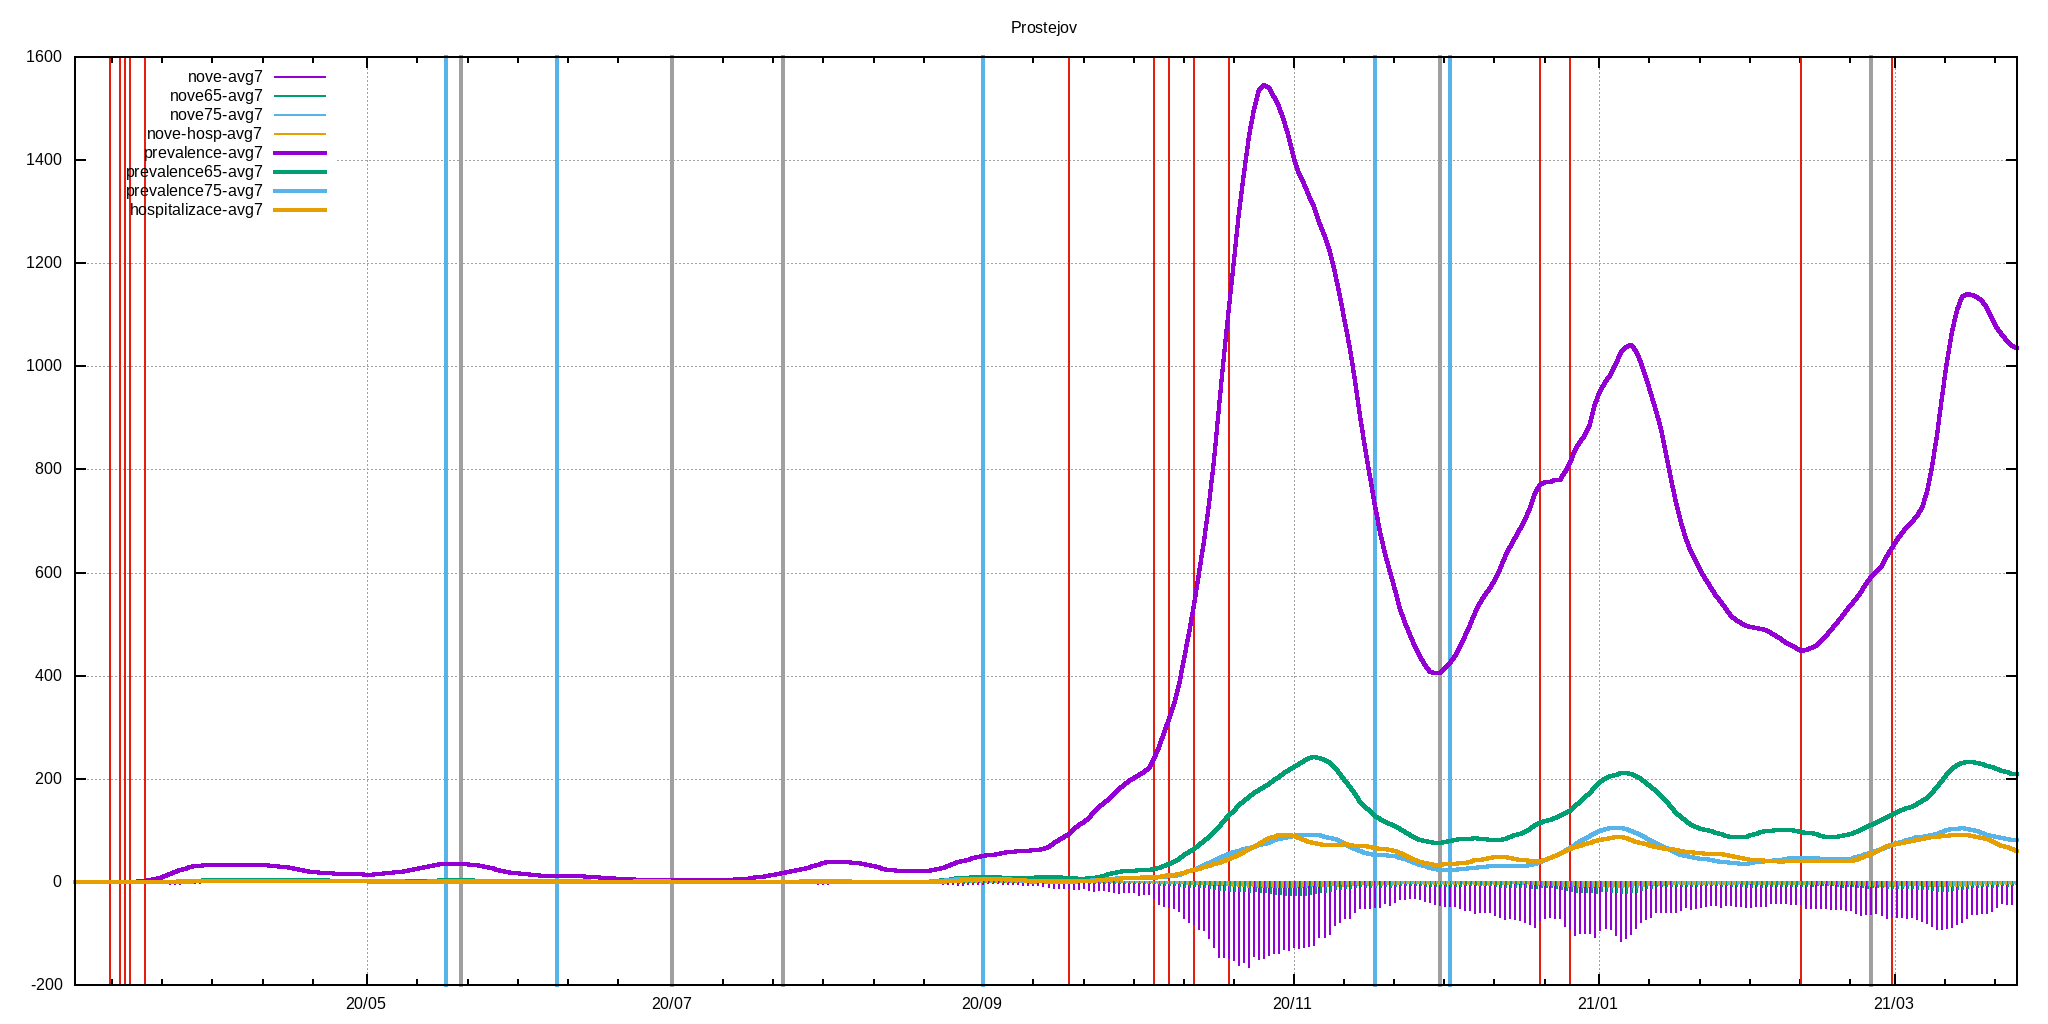 Prostejov
1600
1400
1200
1000
800
600
400
200
0
-200
nove-avg7
nove65-avg7
nove75-avg7
nove-hosp-avg7
prevalence-avg7
prevalence65-avg7
prevalence75-avg7
hospitalizace-avg7
20/05
20/07
20/09
20/11
21/01
21/03